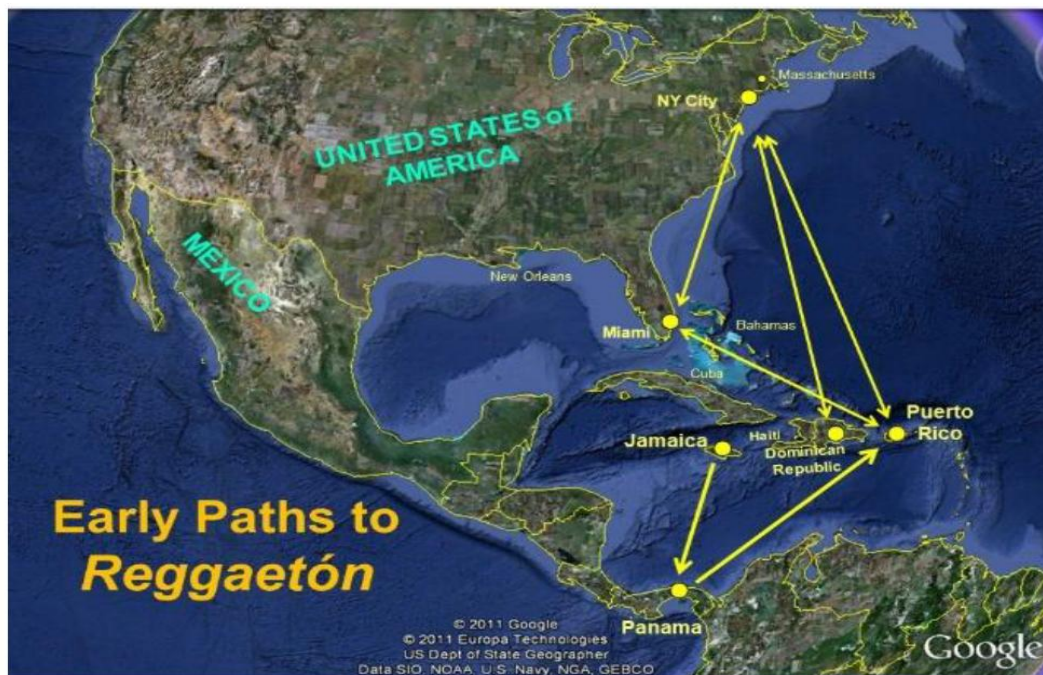 Massachusetts
NY City
UNITED STATES of
AMERICA
MEXICO
New Orleans
Miami
Bahamas
Cuba
Puerto
Rico
Jamaica
Haiti
Dominican
Republic
Early Paths to
Reggaetón
Panama
© 2011 Google
© 2011 Europa Technologies
US Dept of State Geographer
Data SIO, NOAA, U.S. Navy, NGA, GEBCO
Google